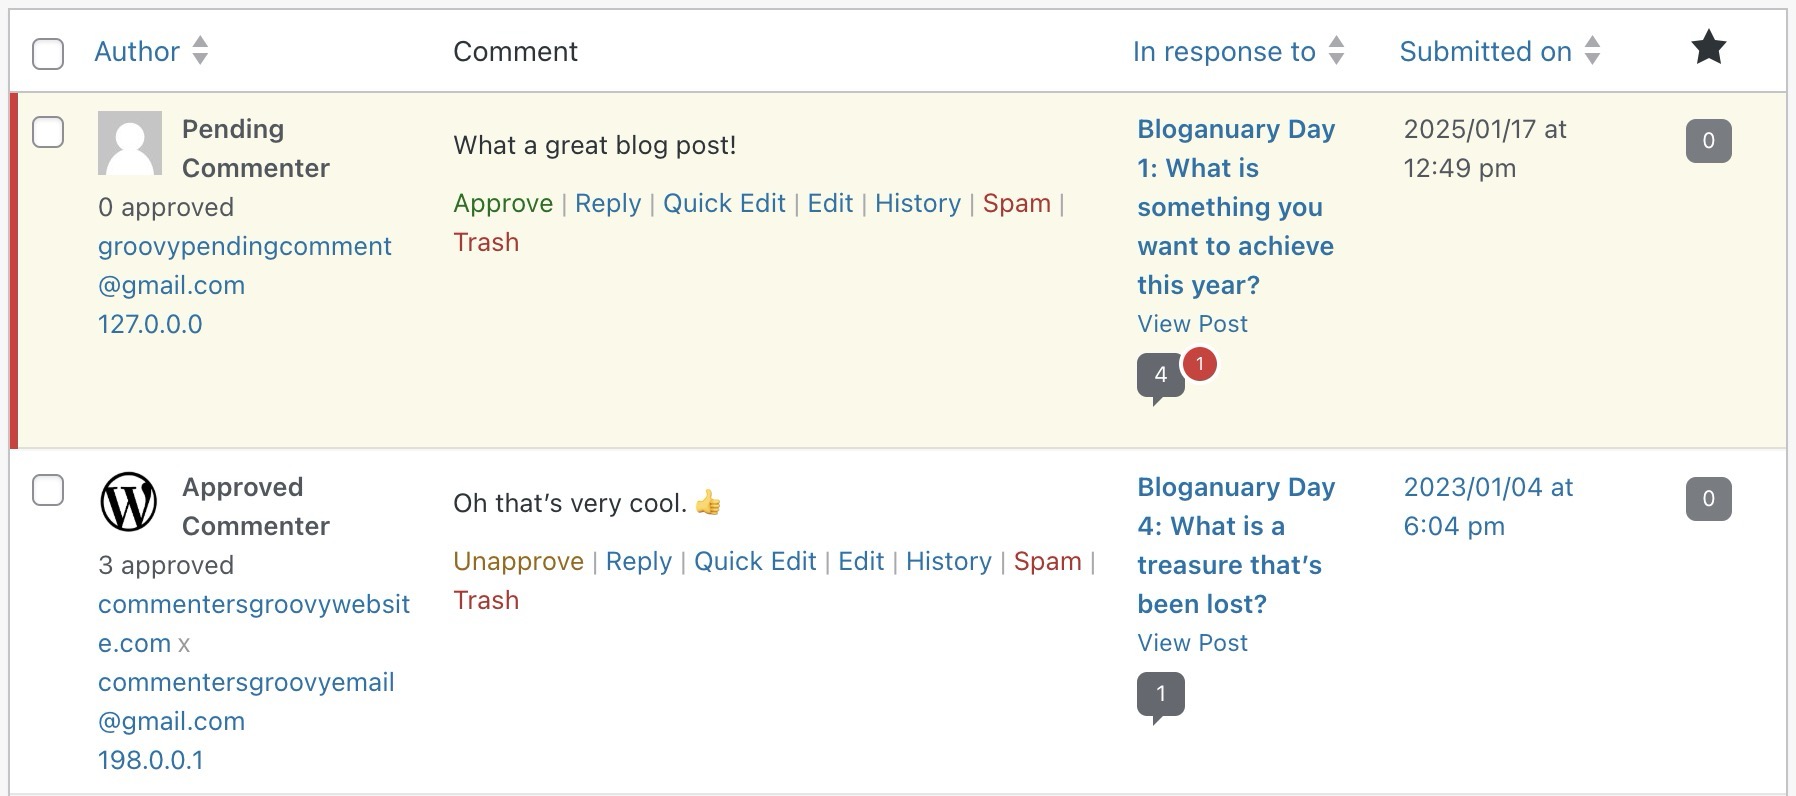 Author Comment In response to Submitted on
Pending
Commenter
0 approved
groovypendingcomment
@gmail.com
127.0.0.0
What a great blog post!
Approve | Reply | Quick Edit | Edit | History | Spam |
Trash
Bloganuary Day
1: What is
something you
want to achieve
this year?
View Post
4 1
2025/01/17 at
12:49 pm
0
Approved
Commenter
3 approved
commentersgroovywebsit
e.com x
commentersgroovyemail
@gmail.com
198.0.0.1
Oh that’s very cool. 👍
Unapprove | Reply | Quick Edit | Edit | History | Spam |
Trash
Bloganuary Day
4: What is a
treasure that’s
been lost?
View Post
1
2023/01/04 at
6:04 pm
0